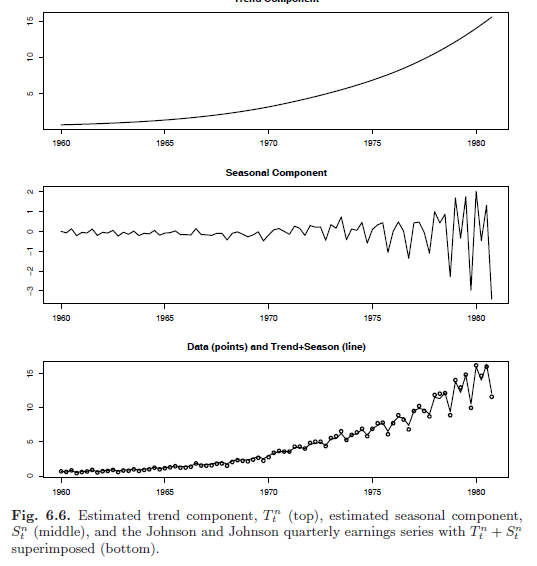 Trend Component
15
10
5
1960 1965 1970 1975 1980
Seasonal Component
2
1
0
−1
−2
−3
1960 1965 1970 1975 1980
Data (points) and Trend+Season (line)
15
10
5
0
1960 1965 1970 1975 1980
Fig. 6.6. Estimated trend component, Tₜⁿ (top), estimated seasonal component,
Sₜⁿ (middle), and the Johnson and Johnson quarterly earnings series with Tₜⁿ + Sₜⁿ
superimposed (bottom).